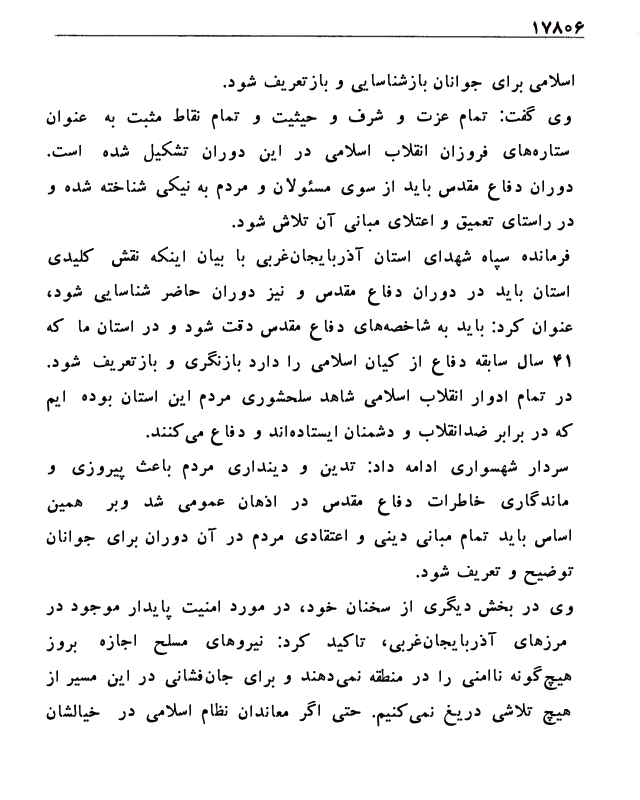 ۱۷۸۰۶
اسلامی برای جوانان بازشناسایی و بازتعریف شود.
وی گفت: تمام عزت و شرف و حیثیت و تمام نقاط مثبت به عنوان
ستاره‌های فروزان انقلاب اسلامی در این دوران تشکیل شده است.
دوران دفاع مقدس باید از سوی مسئولان و مردم به نیکی شناخته شده و
در راستای تعمیق و اعتلای مبانی آن تلاش شود.
فرمانده سپاه شهدای استان آذربایجان‌غربی با بیان اینکه نقش کلیدی
استان باید در دوران دفاع مقدس و نیز دوران حاضر شناسایی شود،
عنوان کرد: باید به شاخصه‌های دفاع مقدس دقت شود و در استان ما که
۴۱ سال سابقه دفاع از کیان اسلامی را دارد بازنگری و بازتعریف شود.
در تمام ادوار انقلاب اسلامی شاهد سلحشوری مردم این استان بوده ایم
که در برابر ضدانقلاب و دشمنان ایستاده‌اند و دفاع می‌کنند.
سردار شهسواری ادامه داد: تدین و دینداری مردم باعث پیروزی و
ماندگاری خاطرات دفاع مقدس در اذهان عمومی شد وبر همین
اساس باید تمام مبانی دینی و اعتقادی مردم در آن دوران برای جوانان
توضیح و تعریف شود.
وی در بخش دیگری از سخنان خود، در مورد امنیت پایدار موجود در
مرزهای آذربایجان‌غربی، تاکید کرد: نیروهای مسلح اجازه بروز
هیچ‌گونه ناامنی را در منطقه نمی‌دهند و برای جان‌فشانی در این مسیر از
هیچ تلاشی دریغ نمی‌کنیم. حتی اگر معاندان نظام اسلامی در خیالشان